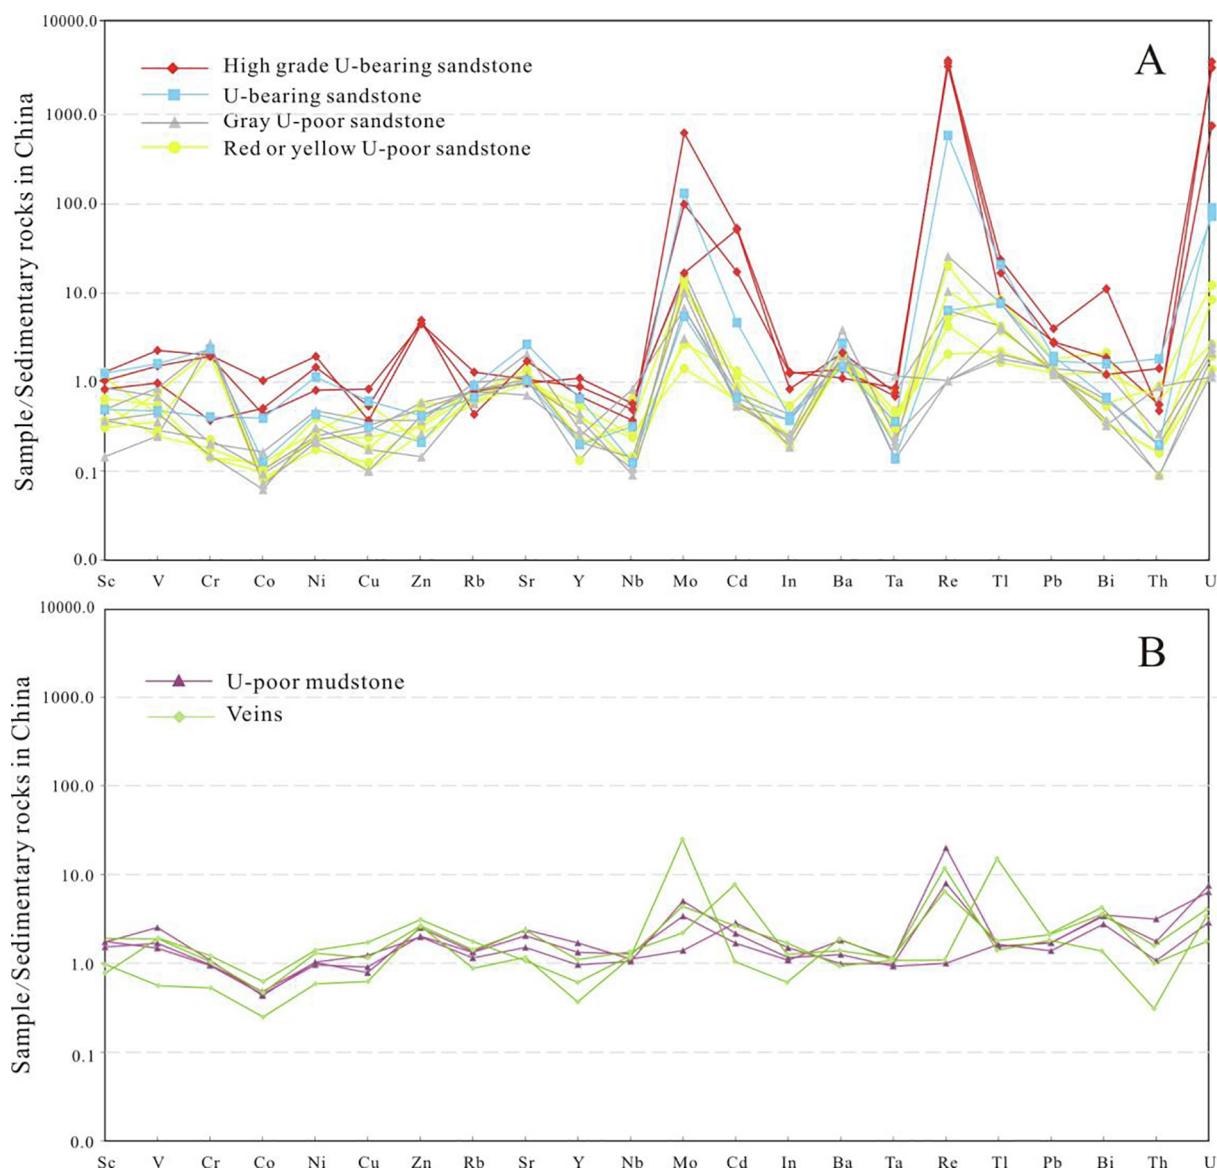 10000.0
1000.0
100.0
10.0
1.0
0.1
0.0
Sample/Sedimentary rocks in China
A
High grade U-bearing sandstone
U-bearing sandstone
Gray U-poor sandstone
Red or yellow U-poor sandstone
Sc V Cr Co Ni Cu Zn Rb Sr Y Nb Mo Cd In Ba Ta Re Tl Pb Bi Th U
10000.0
1000.0
100.0
10.0
1.0
0.1
0.0
Sample/Sedimentary rocks in China
B
U-poor mudstone
Veins
Sc V Cr Co Ni Cu Zn Rb Sr Y Nb Mo Cd In Ba Ta Re Tl Pb Bi Th U